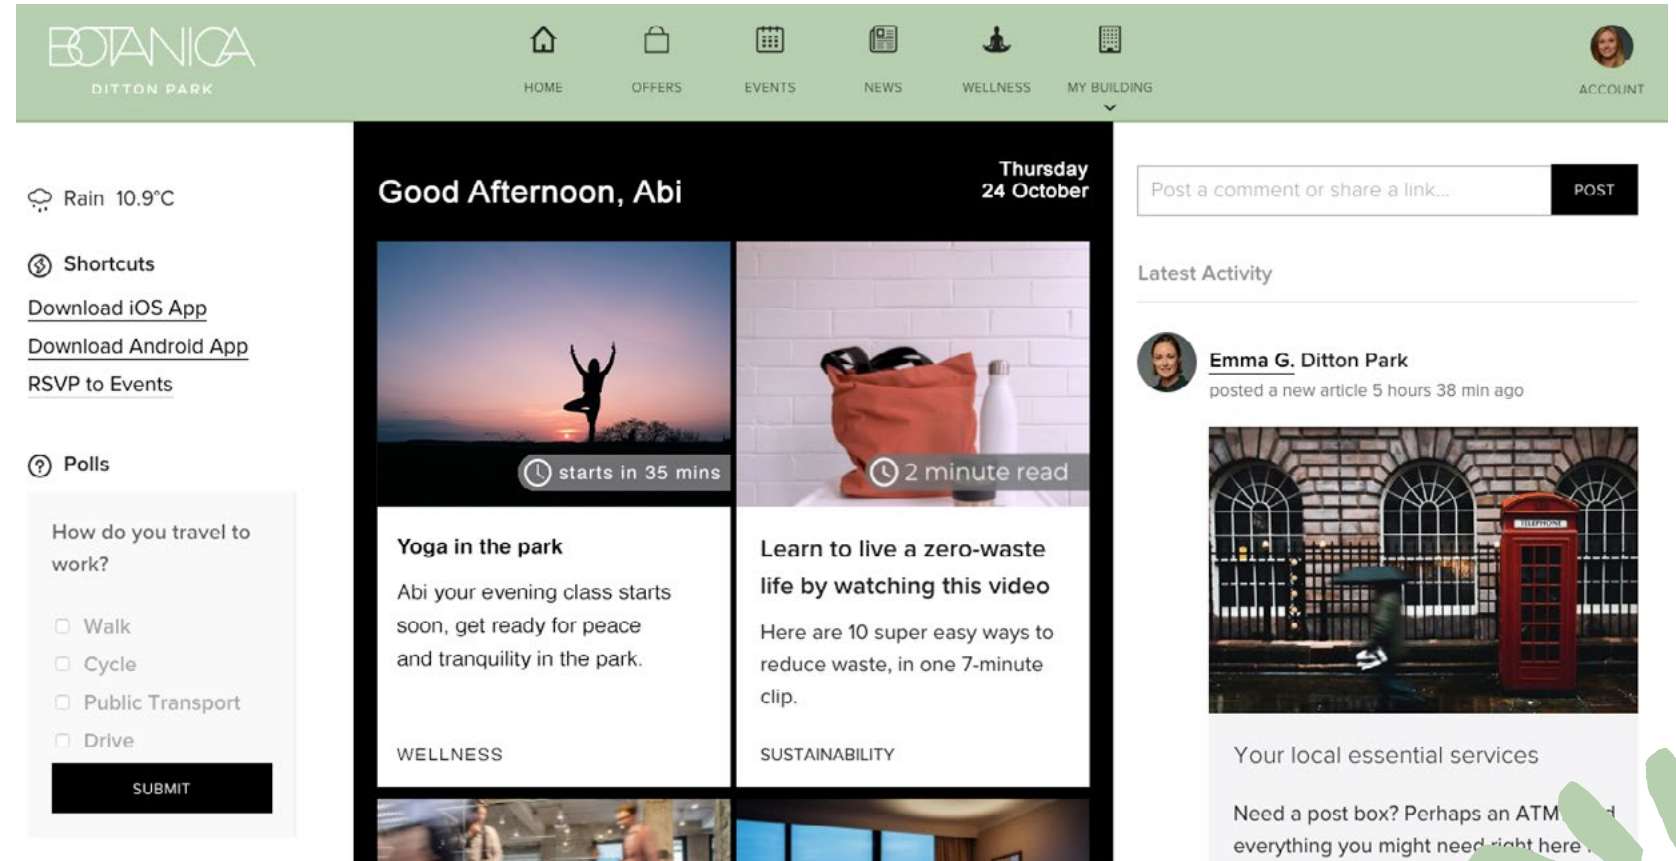 BOTANICA
DITTON PARK
HOME
OFFERS
EVENTS
NEWS
WELLNESS
MY BUILDING
ACCOUNT
Rain 10.9°C
Shortcuts
Download iOS App
Download Android App
RSVP to Events
Polls
How do you travel to
work?
Walk
Cycle
Public Transport
Drive
SUBMIT
Good Afternoon, Abi
Thursday
24 October
starts in 35 mins
Yoga in the park
Abi your evening class starts
soon, get ready for peace
and tranquility in the park.
WELLNESS
2 minute read
Learn to live a zero-waste
life by watching this video
Here are 10 super easy ways to
reduce waste, in one 7-minute
clip.
SUSTAINABILITY
Post a comment or share a link...
POST
Latest Activity
Emma G. Ditton Park
posted a new article 5 hours 38 min ago
TELEPHONE
Your local essential services
Need a post box? Perhaps an ATM
everything you might need right here